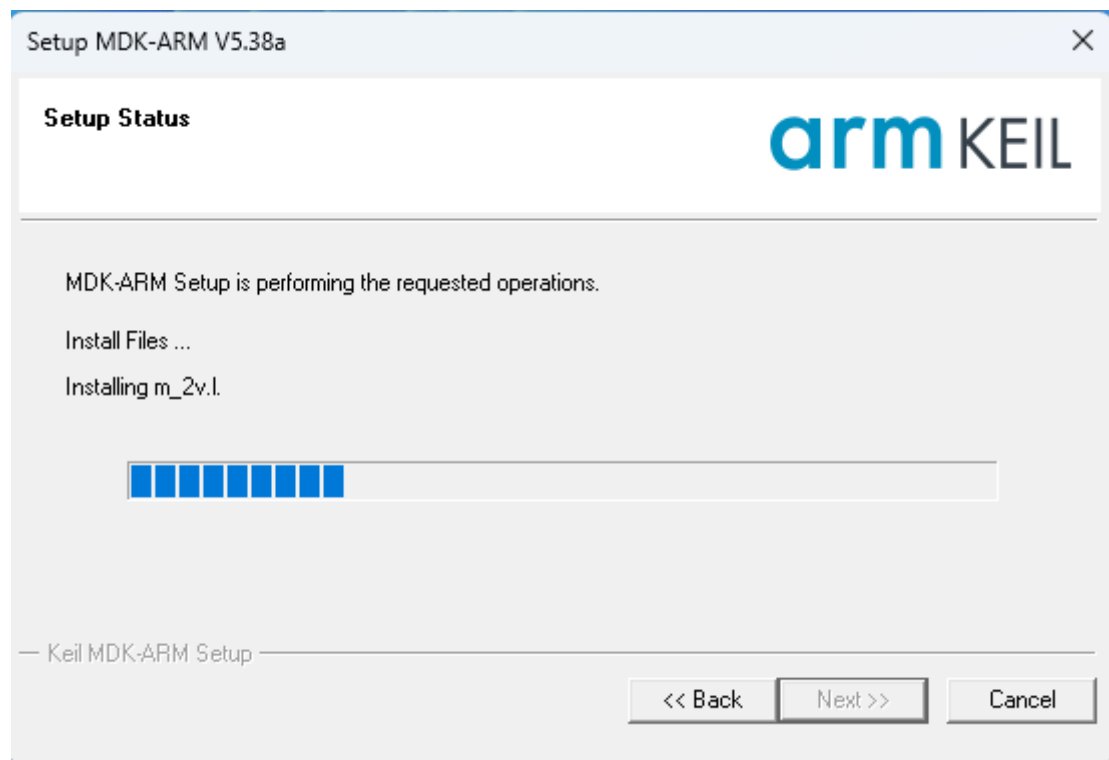 Setup MDK-ARM V5.38a
Setup Status
arm KEIL
MDK-ARM Setup is performing the requested operations.
Install Files ...
Installing m_2v.l.
Keil MDK-ARM Setup
<< Back Next >> Cancel